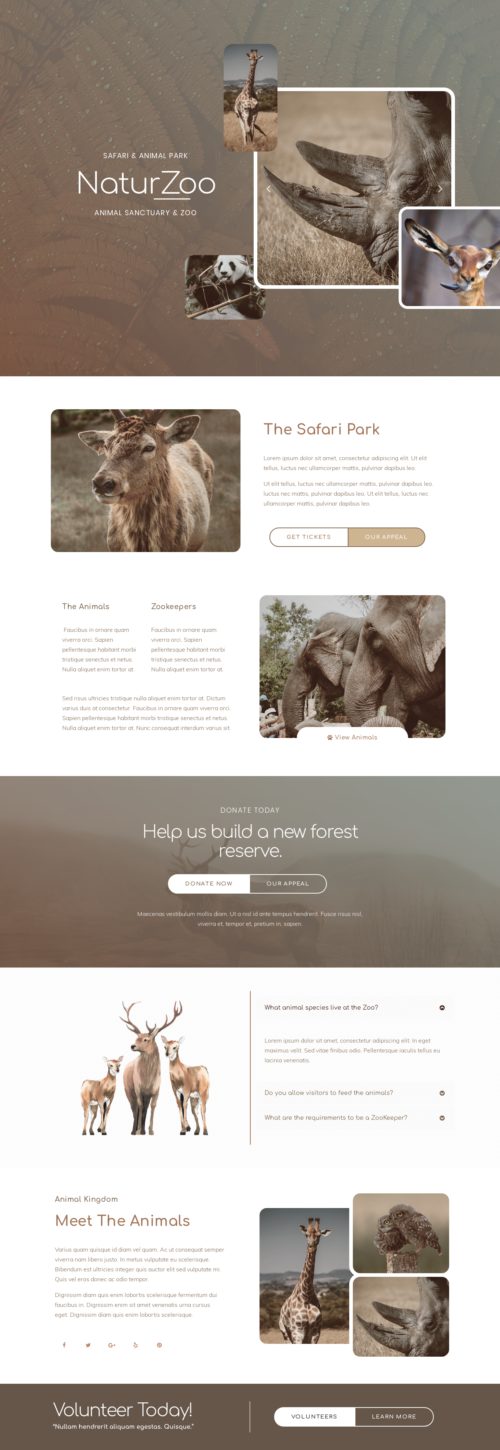 SAFARI & ANIMAL PARK
NaturZoo
ANIMAL SANCTUARY & ZOO
The Safari Park
Lorem ipsum dolor sit amet, consectetur adipiscing elit. Ut elit
tellus, luctus nec ullamcorper mattis, pulvinar dapibus leo.
Ut elit tellus, luctus nec ullamcorper mattis, pulvinar dapibus leo,
luctus nec mattis, pulvinar dapibus leo. Ut elit tellus, luctus nec
ullamcorper mattis, pulvinar dapibus leo.
GET TICKETS
OUR APPEAL
The Animals
Faucibus in ornare quam
viverra orci. Sapien
pellentesque habitant morbi
tristique senectus et netus.
Nulla aliquet enim tortor at.
Zookeepers
Faucibus in ornare quam
viverra orci. Sapien
pellentesque habitant morbi
tristique senectus et netus.
Nulla aliquet enim tortor at.
Sed risus ultricies tristique nulla aliquet enim tortor at. Dictum
varius duis at consectetur. Faucibus in ornare quam viverra orci.
Sapien pellentesque habitant morbi tristique senectus et netus.
Nulla aliquet enim tortor at. Nunc consequat interdum varius sit
View Animals
DONATE TODAY
Help us build a new forest
reserve.
DONATE NOW
OUR APPEAL
Maecenas vestibulum mollis diam. Ut a nisl id ante tempus hendrerit. Fusce risus nisl,
viverra et, tempor et, pretium in, sapien.
What animal species live at the Zoo?
Lorem ipsum dolor sit amet, consectetur adipiscing elit. In eget
maximus velit. Sed vitae finibus odio. Pellentesque iaculis tellus eu
lacinia venenatis.
Do you allow visitors to feed the animals?
What are the requirements to be a ZooKeeper?
Animal Kingdom
Meet The Animals
Varius quam quisque id diam vel quam. Ac ut consequat semper
viverra nam libero justo. In metus vulputate eu scelerisque.
Bibendum est ultricies integer quis auctor elit sed vulputate mi.
Quis vel eros donec ac odio tempor.
Dignissim diam quis enim lobortis scelerisque fermentum dui
faucibus in. Dignissim enim sit amet venenatis urna cursus
eget. Dignissim diam quis enim lobortis scelerisque.
Volunteer Today!
"Nullam hendrerit aliquam egestas. Quisque."
VOLUNTEERS
LEARN MORE